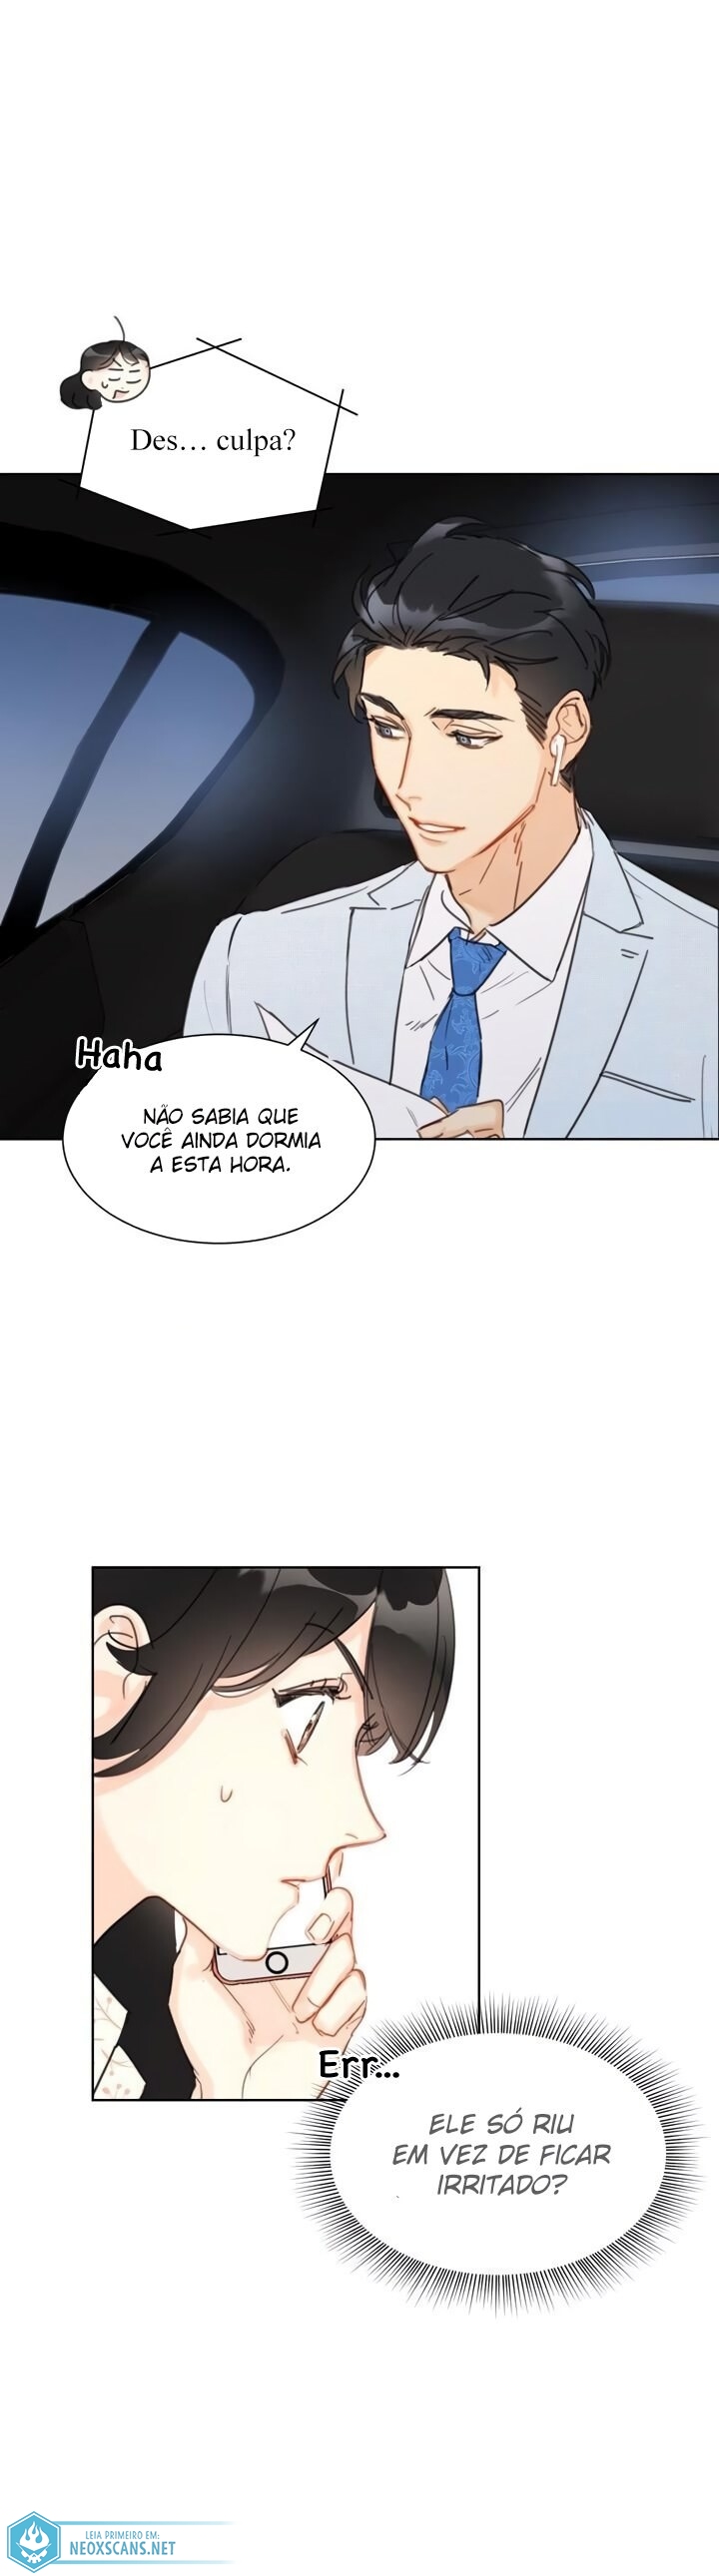 Des... culpa?
Haha
NÃO SABIA QUE
VOCÊ AINDA DORMIA
A ESTA HORA.
Err...
ELE SÓ RIU
EM VEZ DE FICAR
IRRITADO?
LEIA PRIMEIRO EM:
NEOXSCANS.NET